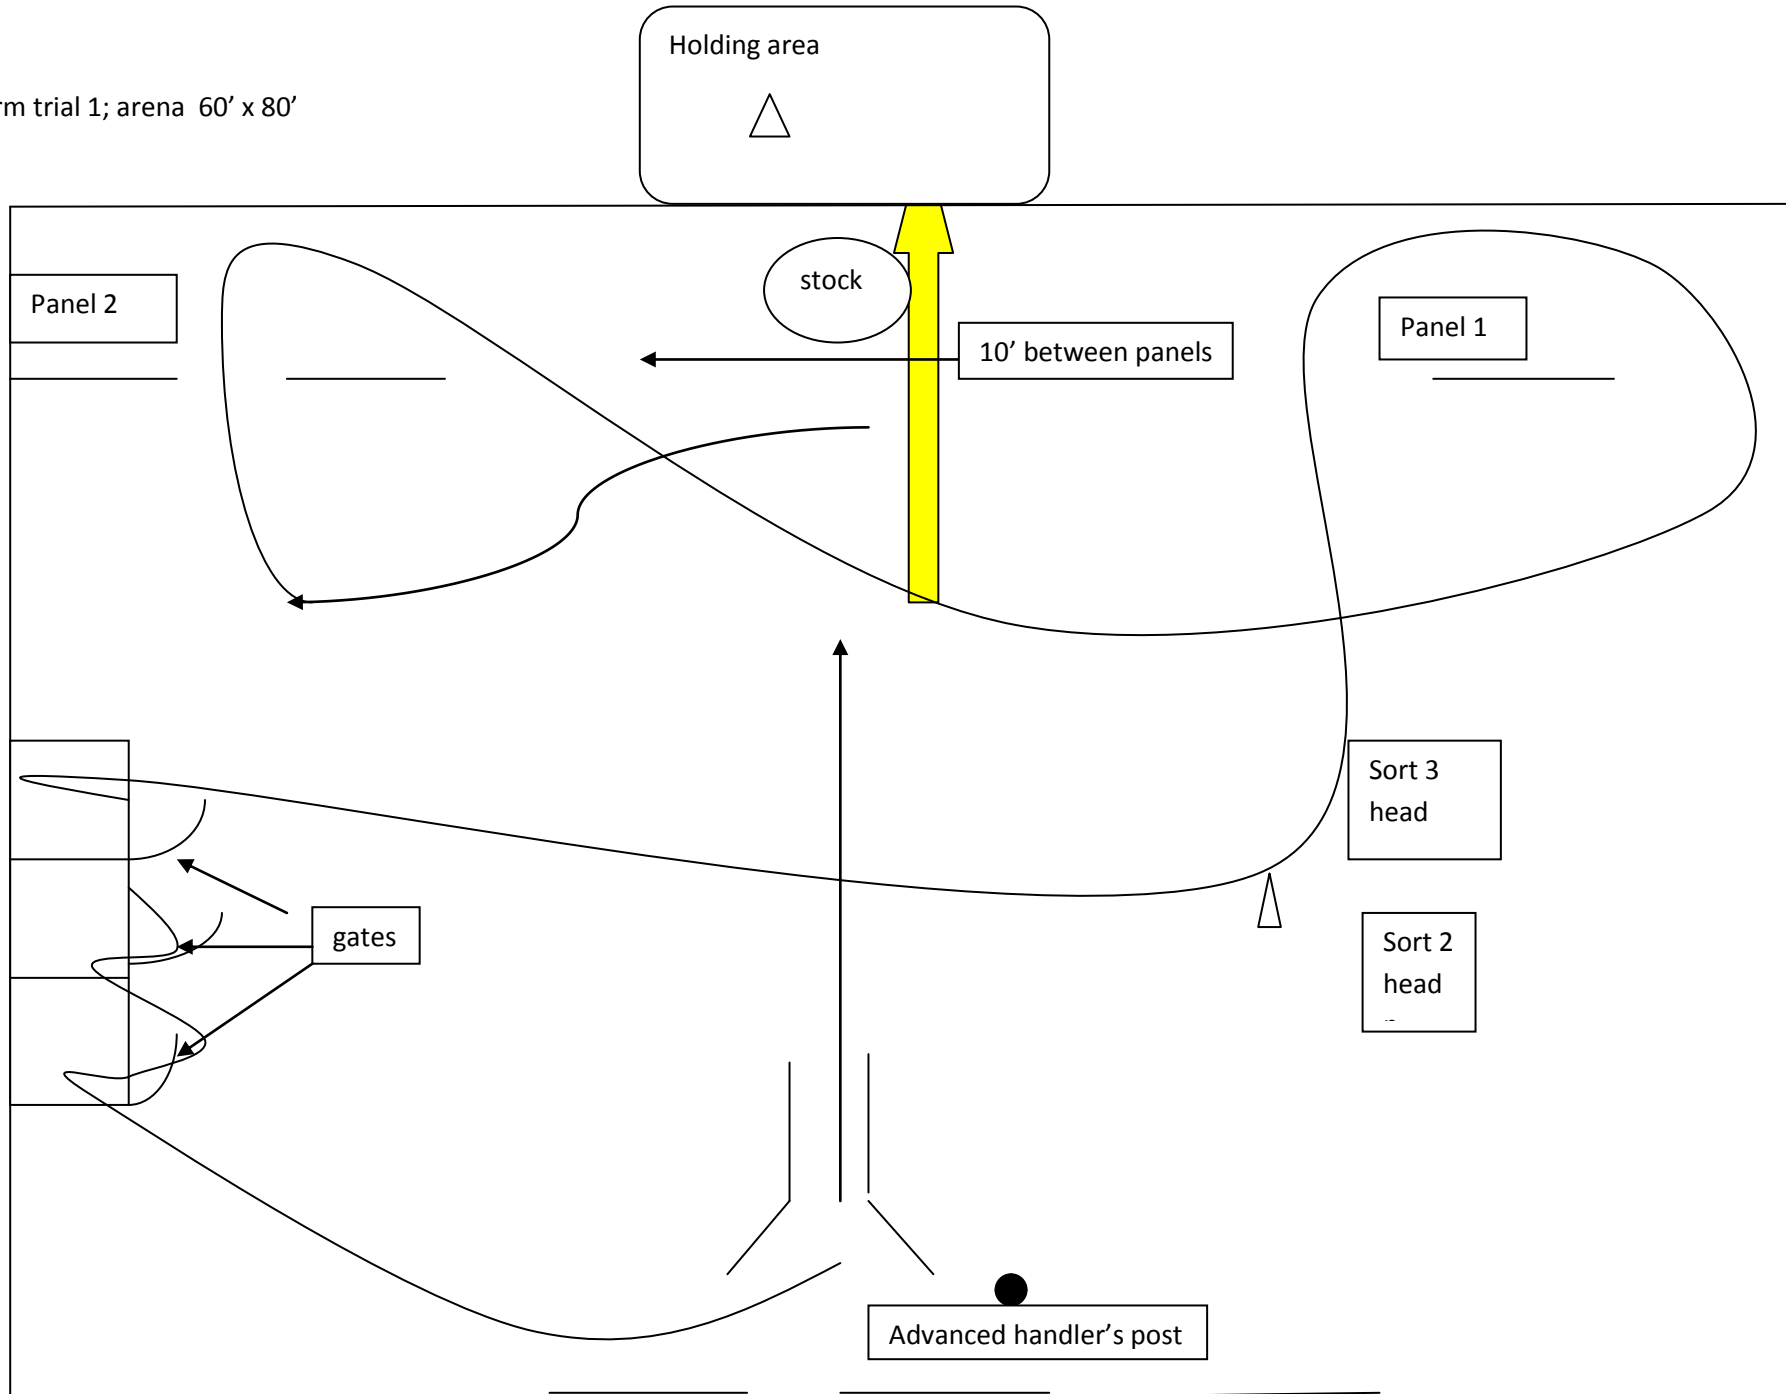 Holding area
trial 1; arena 60’ x 80’
stock
Panel 2
10’ between panels
Panel 1
Sort 3
head
gates
Sort 2
head
Advanced handler’s post